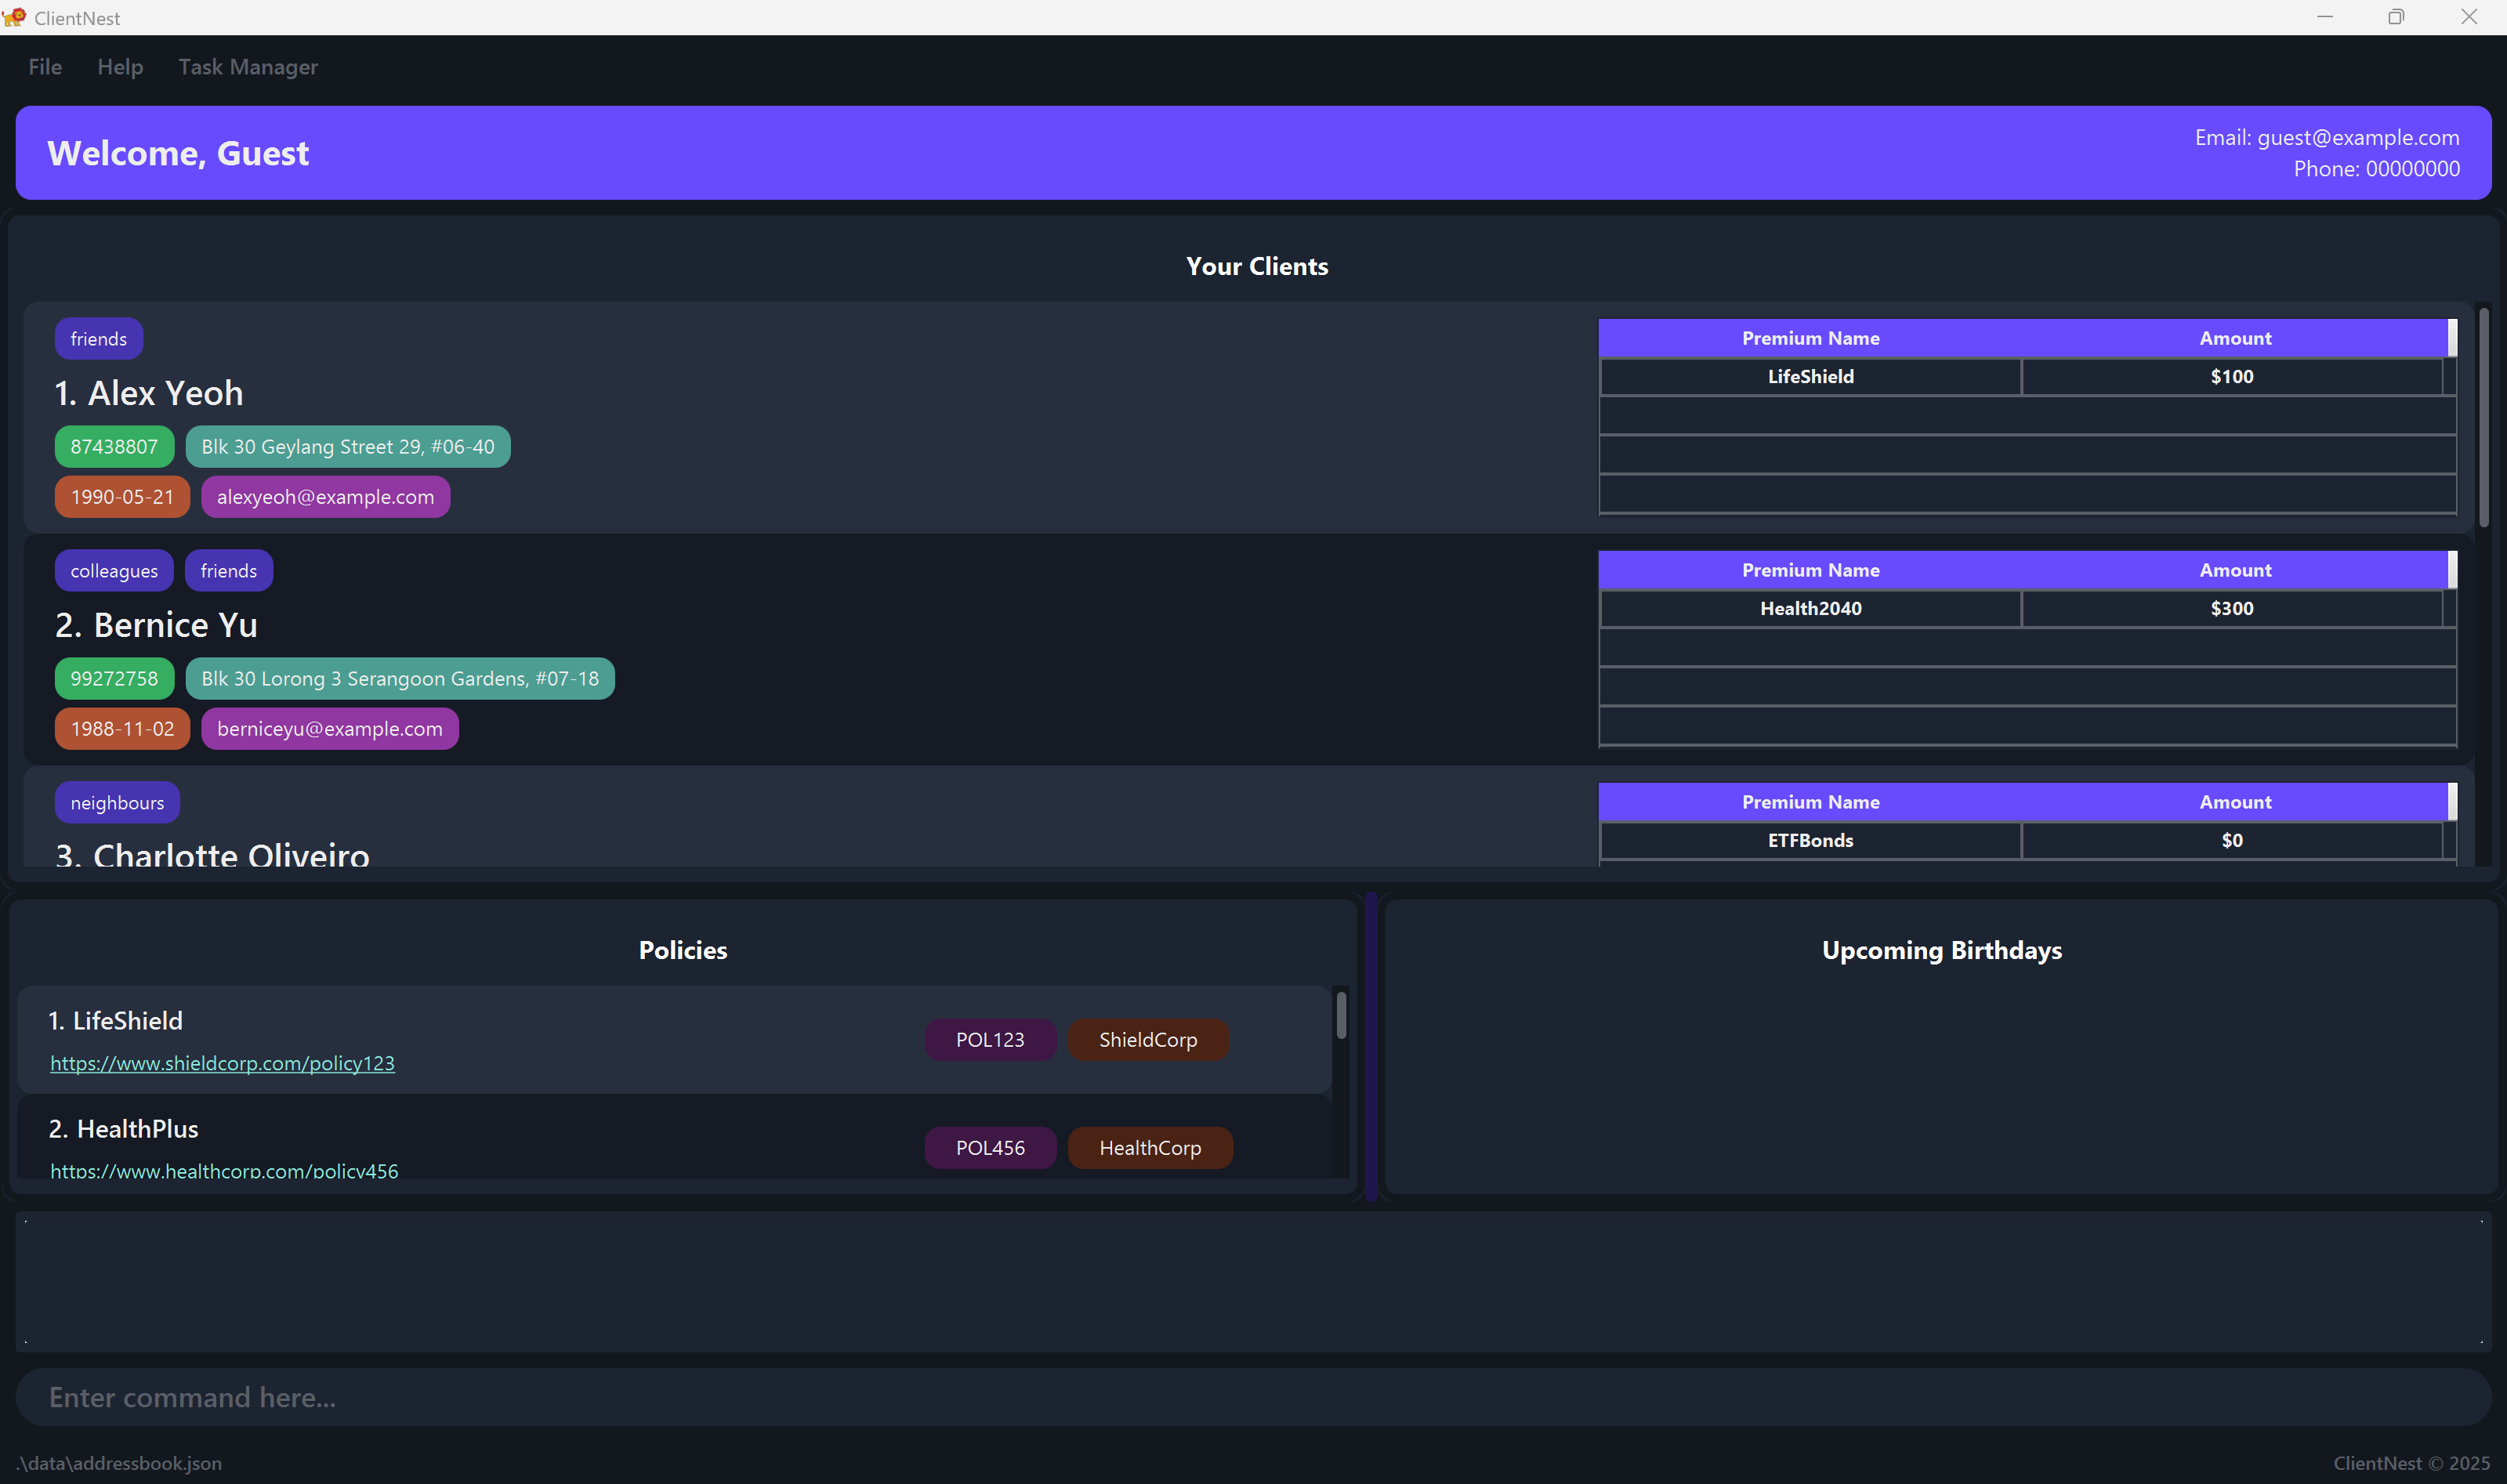 ClientNest
File Help Task Manager
Welcome, Guest
Email: guest@example.com
Phone: 00000000
Your Clients
friends
1. Alex Yeoh
87438807 Blk 30 Geylang Street 29, #06-40
1990-05-21 alexyeoh@example.com
Premium Name Amount
LifeShield $100
colleagues friends
2. Bernice Yu
99272758 Blk 30 Lorong 3 Serangoon Gardens, #07-18
1988-11-02 berniceyu@example.com
Premium Name Amount
Health2040 $300
neighbours
3. Charlotte Oliveiro
Premium Name Amount
ETFBonds $0
Policies
1. LifeShield
https://www.shieldcorp.com/policy123
POL123 ShieldCorp
2. HealthPlus
https://www.healthcorp.com/policy456
POL456 HealthCorp
Upcoming Birthdays
Enter command here...
.\data\addressbook.json
ClientNest © 2025